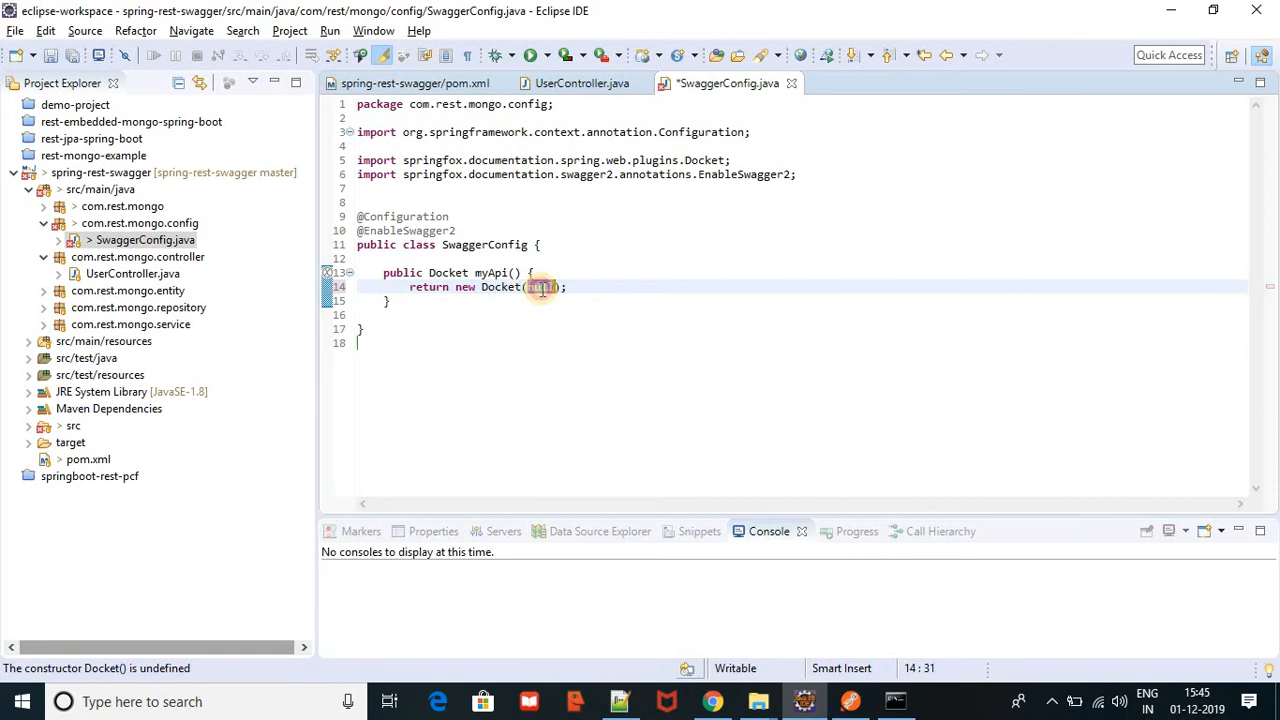 eclipse-workspace - spring-rest-swagger/src/main/java/com/rest/mongo/config/SwaggerConfig.java - Eclipse IDE
File Edit Source Refactor Navigate Search Project Run Window Help
Quick Access
Project Explorer
spring-rest-swagger/pom.xml
UserController.java
*SwaggerConfig.java
demo-project
rest-embedded-mongo-spring-boot
rest-jpa-spring-boot
rest-mongo-example
> spring-rest-swagger [spring-rest-swagger master]
> src/main/java
> com.rest.mongo
> com.rest.mongo.config
> SwaggerConfig.java
com.rest.mongo.controller
UserController.java
com.rest.mongo.entity
com.rest.mongo.repository
com.rest.mongo.service
src/main/resources
src/test/java
src/test/resources
JRE System Library [JavaSE-1.8]
Maven Dependencies
> src
target
> pom.xml
springboot-rest-pcf
1 package com.rest.mongo.config;
2
3 import org.springframework.context.annotation.Configuration;
4
5 import springfox.documentation.spring.web.plugins.Docket;
6 import springfox.documentation.swagger2.annotations.EnableSwagger2;
7
8
9 @Configuration
10 @EnableSwagger2
11 public class SwaggerConfig {
12
13 public Docket myApi() {
14 return new Docket(null);
15 }
16
17 }
18
Markers Properties Servers Data Source Explorer Snippets Console Progress Call Hierarchy
No consoles to display at this time.
The constructor Docket() is undefined
Writable
Smart Insert
14 : 31
Type here to search
ENG
IN
15:45
01-12-2019